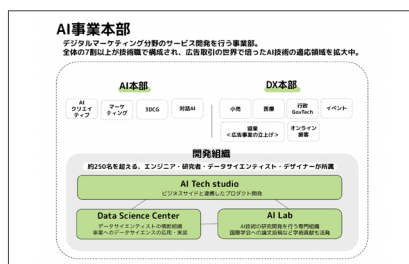 AI事業本部
デジタルマーケティング分野のサービス開発を行う事業部。
全体の7割以上が技術職で構成され、広告取引の世界で培ったAI技術の適応領域を拡大中。
AI本部
DX本部
AI
クリエイ
ティブ
マーケ
ティング
3DCG
対話AI
小売
医療
行政
GovTech
イベント
協業
<広告事業の立上げ>
オンライン
接客
開発組織
約250名を超える、エンジニア・研究者・データサイエンティスト・デザイナーが所属
AI Tech studio
ビジネスサイドと連携したプロダクト開発
Data Science Center
データサイエンティストの横断組織
事業へのデータサイエンスの応用・実装
AI Lab
AI技術の研究開発を行う専門組織
国際学会への論文投稿など学術貢献も活発